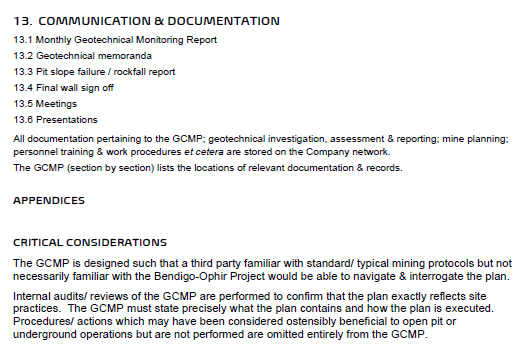 13. COMMUNICATION & DOCUMENTATION
13.1 Monthly Geotechnical Monitoring Report
13.2 Geotechnical memoranda
13.3 Pit slope failure / rockfall report
13.4 Final wall sign off
13.5 Meetings
13.6 Presentations
All documentation pertaining to the GCMP; geotechnical investigation, assessment & reporting; mine planning;
personnel training & work procedures et cetera are stored on the Company network.
The GCMP (section by section) lists the locations of relevant documentation & records.
APPENDICES
CRITICAL CONSIDERATIONS
The GCMP is designed such that a third party familiar with standard/ typical mining protocols but not
necessarily familiar with the Bendigo-Ophir Project would be able to navigate & interrogate the plan.
Internal audits/ reviews of the GCMP are performed to confirm that the plan exactly reflects site
practices. The GCMP must state precisely what the plan contains and how the plan is executed.
Procedures/ actions which may have been considered ostensibly beneficial to open pit or
underground operations but are not performed are omitted entirely from the GCMP.